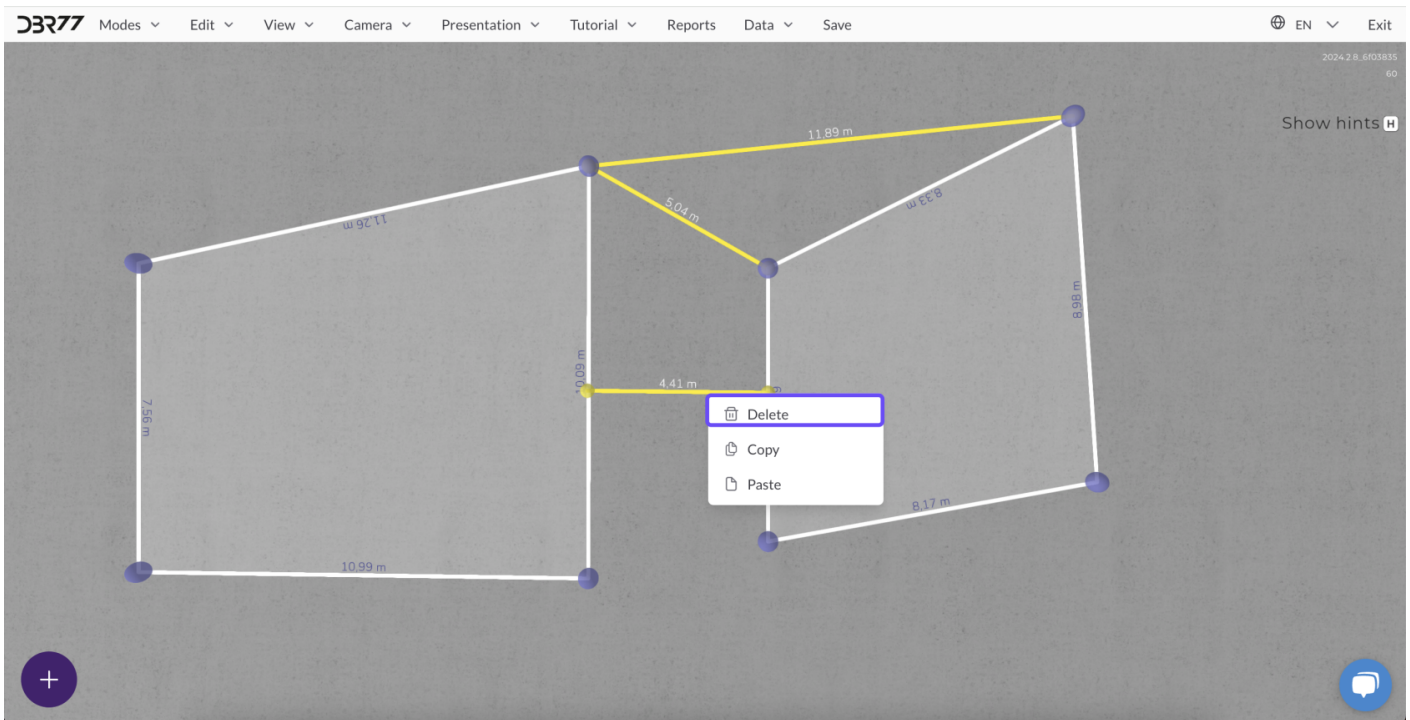 DBR77 Modes Edit View Camera Presentation Tutorial Reports Data Save EN Exit
2024.2.8_6f03835
60
Show hints H
11,89 m
5,04 m
8,33 m
11,26 m
8,98 m
10,09 m
4,41 m
7,56 m
Delete
Copy
Paste
8,17 m
10,99 m